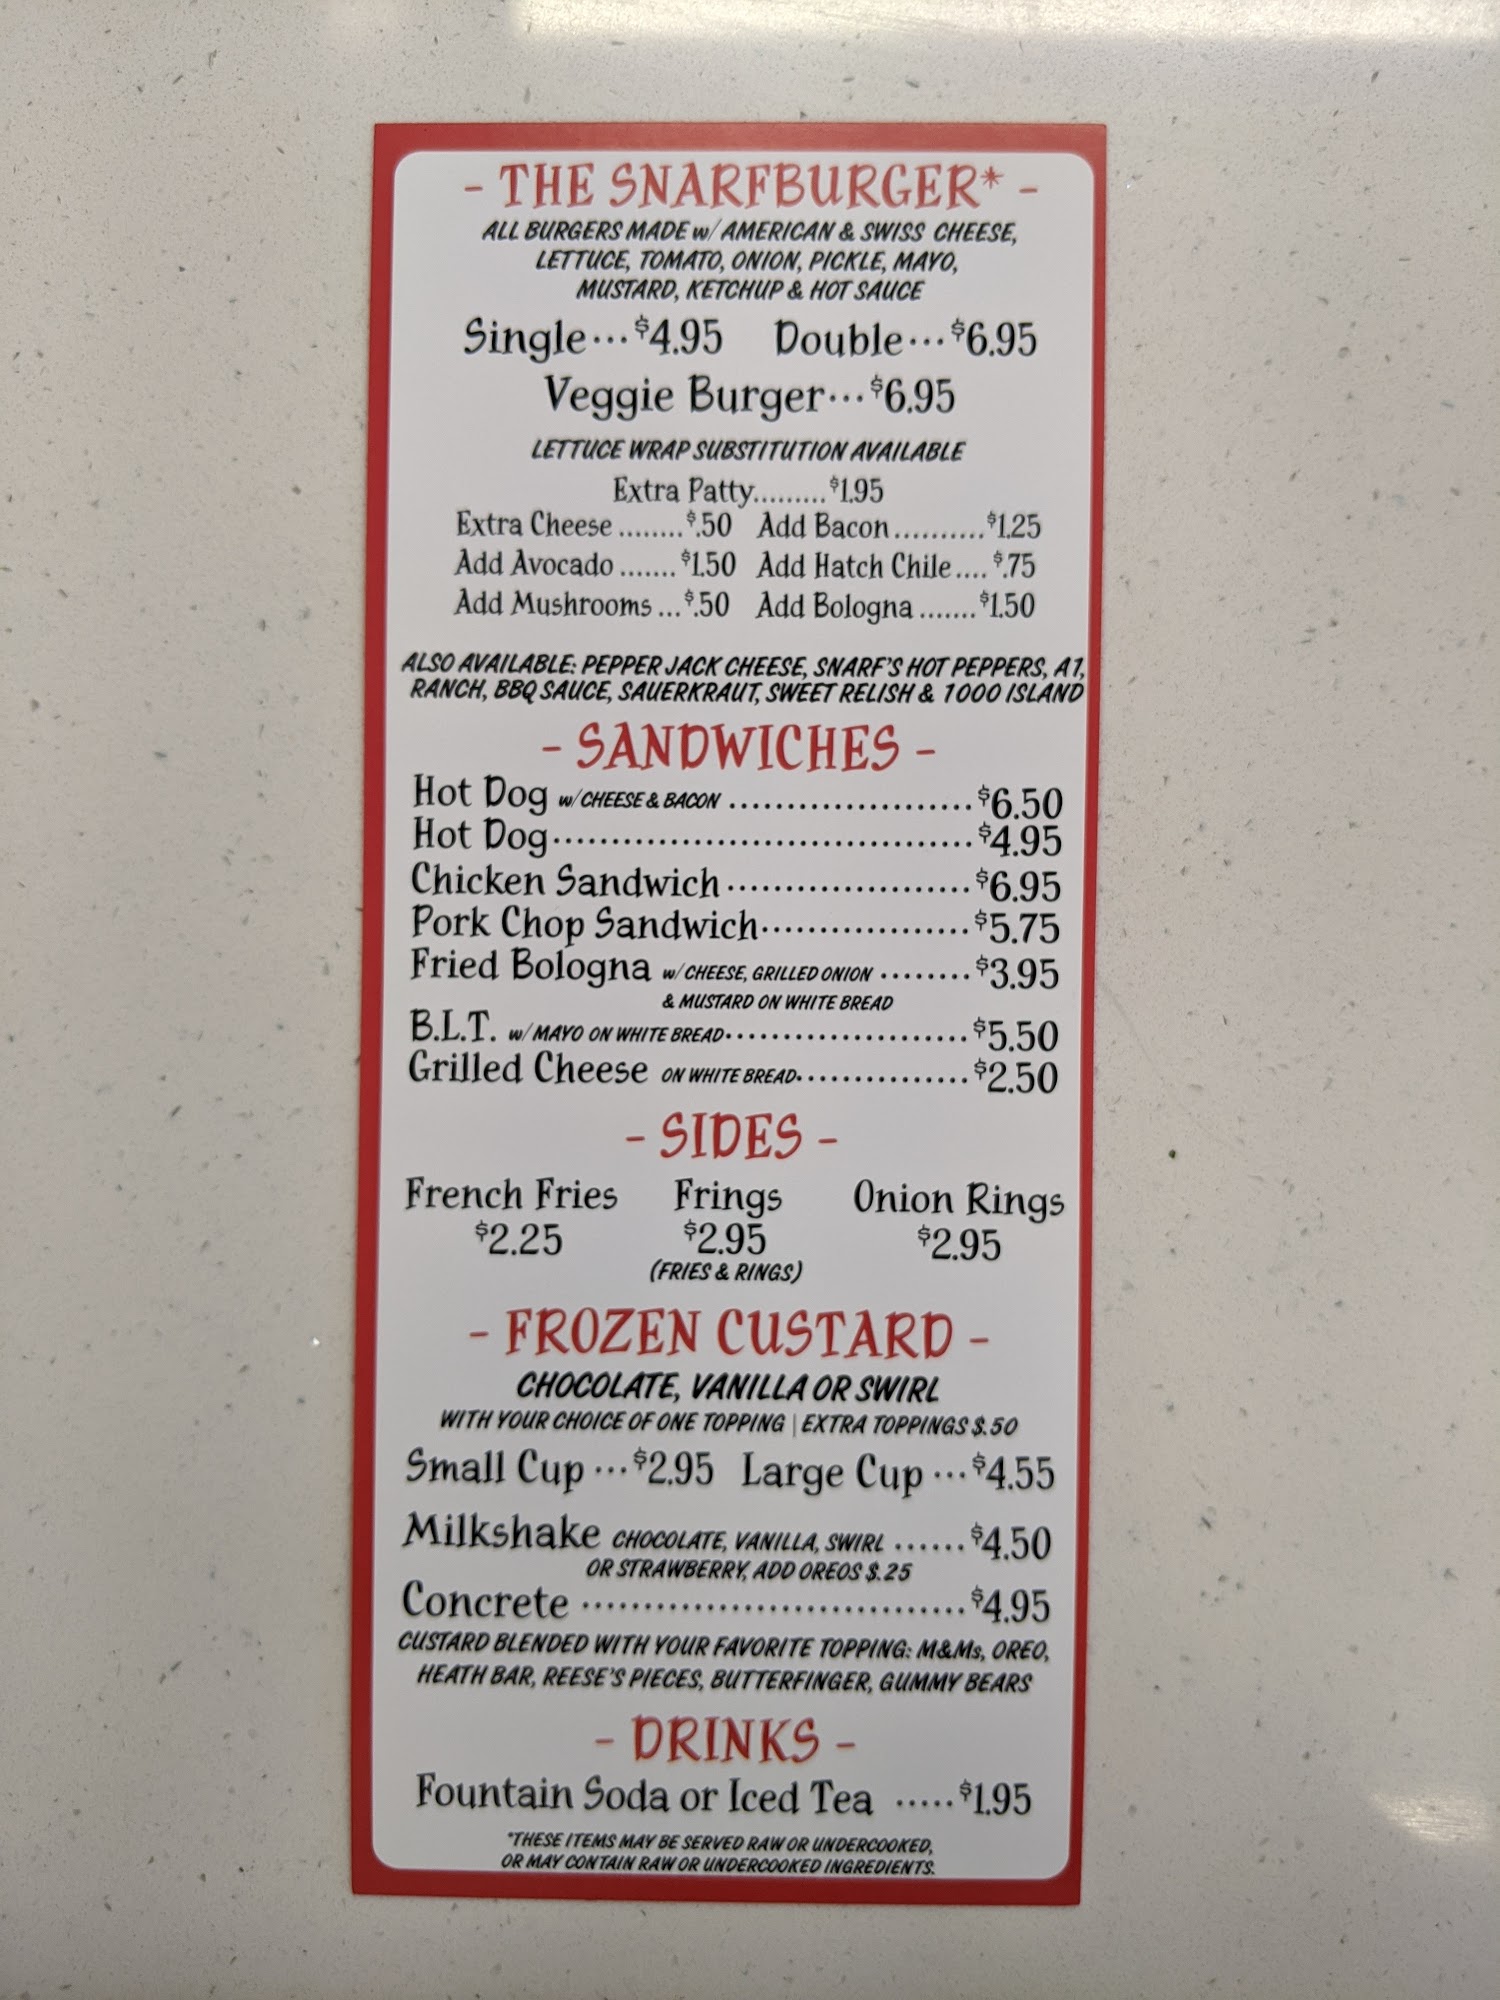 - THE SNARFBURGER* -
ALL BURGERS MADE w/ AMERICAN & SWISS CHEESE,
LETTUCE, TOMATO, ONION, PICKLE, MAYO,
MUSTARD, KETCHUP & HOT SAUCE
Single...$4.95 Double...$6.95
Veggie Burger...$6.95
LETTUCE WRAP SUBSTITUTION AVAILABLE
Extra Patty.........$1.95
Extra Cheese ........$.50 Add Bacon..........$1.25
Add Avocado .......$1.50 Add Hatch Chile....$.75
Add Mushrooms ...$.50 Add Bologna .......$1.50
ALSO AVAILABLE: PEPPER JACK CHEESE, SNARF'S HOT PEPPERS, A1,
RANCH, BBQ SAUCE, SAUERKRAUT, SWEET RELISH & 1000 ISLAND
- SANDWICHES -
Hot Dog w/ CHEESE & BACON .....................$6.50
Hot Dog....................................$4.95
Chicken Sandwich.....................$6.95
Pork Chop Sandwich..................$5.75
Fried Bologna w/ CHEESE, GRILLED ONION ........$3.95
& MUSTARD ON WHITE BREAD
B.L.T. w/ MAYO ON WHITE BREAD.....................$5.50
Grilled Cheese ON WHITE BREAD...............$2.50
- SIDES -
French Fries Frings Onion Rings
$2.25 $2.95 $2.95
(FRIES & RINGS)
- FROZEN CUSTARD -
CHOCOLATE, VANILLA OR SWIRL
WITH YOUR CHOICE OF ONE TOPPING | EXTRA TOPPINGS $.50
Small Cup ...$2.95 Large Cup ...$4.55
Milkshake CHOCOLATE, VANILLA, SWIRL ......$4.50
OR STRAWBERRY, ADD OREOS $.25
Concrete ...............................$4.95
CUSTARD BLENDED WITH YOUR FAVORITE TOPPING: M&Ms, OREO,
HEATH BAR, REESE'S PIECES, BUTTERFINGER, GUMMY BEARS
- DRINKS -
Fountain Soda or Iced Tea .....$1.95
*THESE ITEMS MAY BE SERVED RAW OR UNDERCOOKED,
OR MAY CONTAIN RAW OR UNDERCOOKED INGREDIENTS.